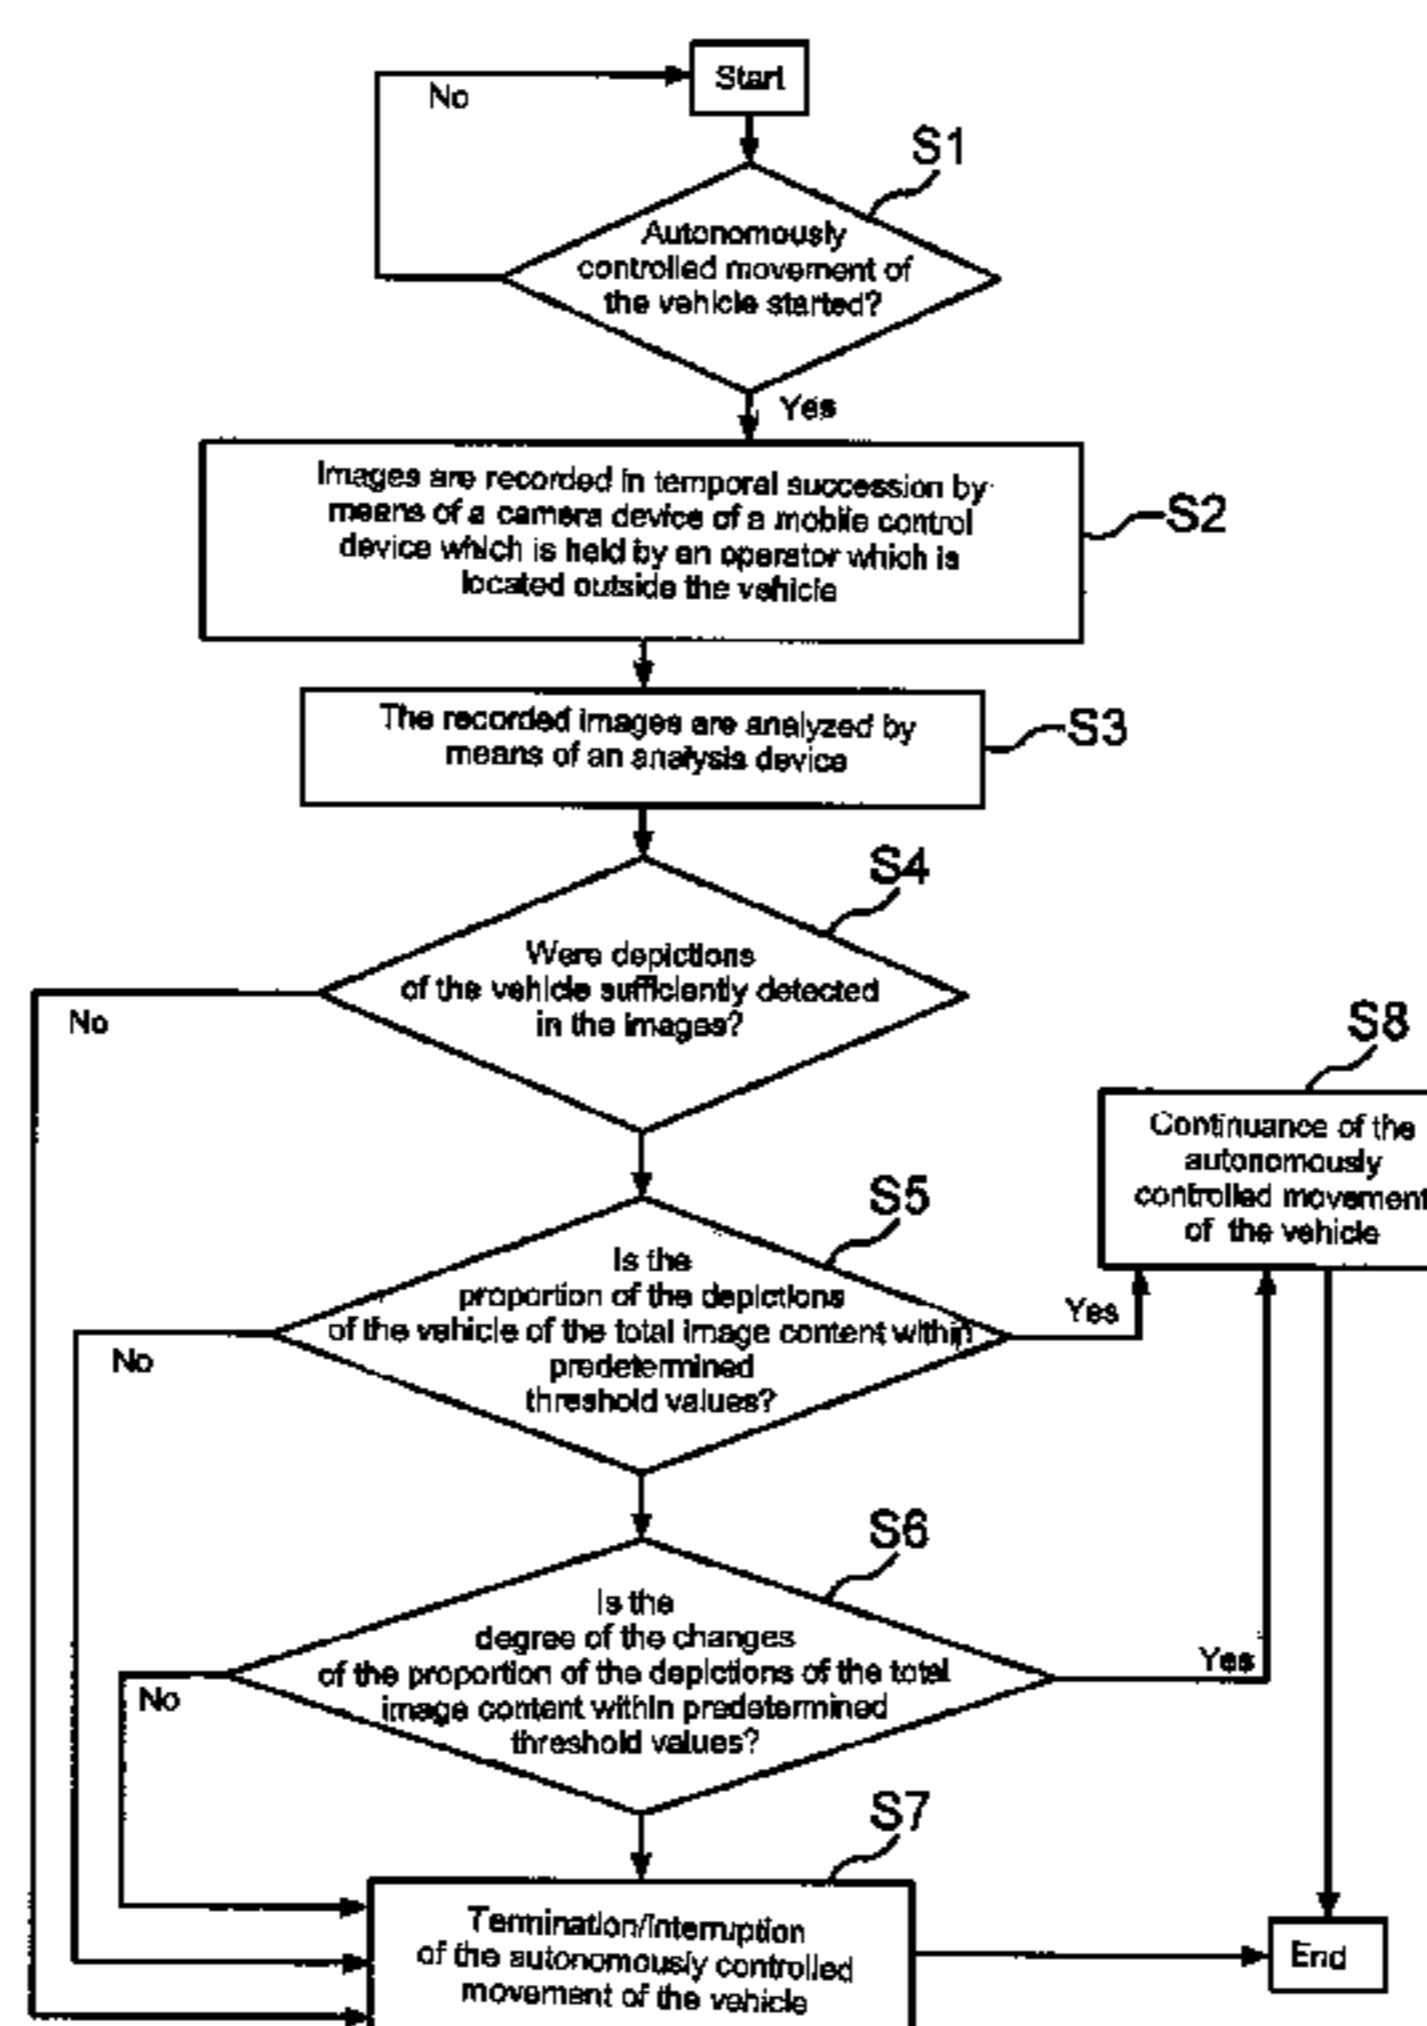 Start
No
S1
Autonomously
controlled movement of
the vehicle started?
Yes
Images are recorded in temporal succession by
means of a camera device of a mobile control
device which is held by an operator which is
located outside the vehicle
S2
The recorded images are analyzed by
means of an analysis device
S3
S4
Were depictions
of the vehicle sufficiently detected
in the images?
No
S8
Continuance of the
autonomously
controlled movement
of the vehicle
S5
Is the
proportion of the depictions
of the vehicle of the total image content within
predetermined
threshold values?
Yes
No
S6
Is the
degree of the changes
of the proportion of the depictions of the total
image content within predetermined
threshold values?
Yes
No
S7
Termination/Interruption
of the autonomously controlled
movement of the vehicle
End